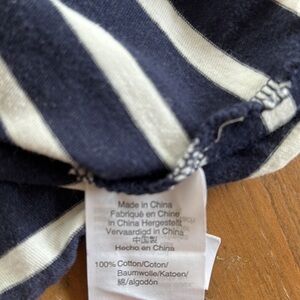 Made in China
Fabriqué en Chine
In China Hergestellt
Vervaardigd in China
中国製
Hecho en China
100% Cotton/Coton/
Baumwolle/Katoen/
綿/algodón